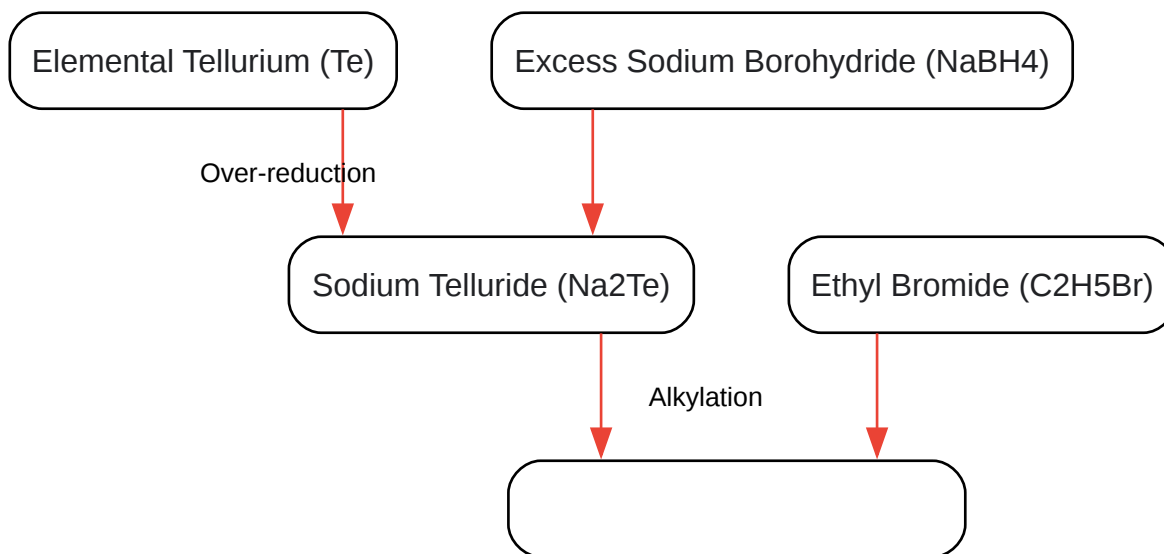 Elemental Tellurium (Te)
Excess Sodium Borohydride (NaBH4)
Over-reduction
Sodium Telluride (Na2Te)
Ethyl Bromide (C2H5Br)
Alkylation